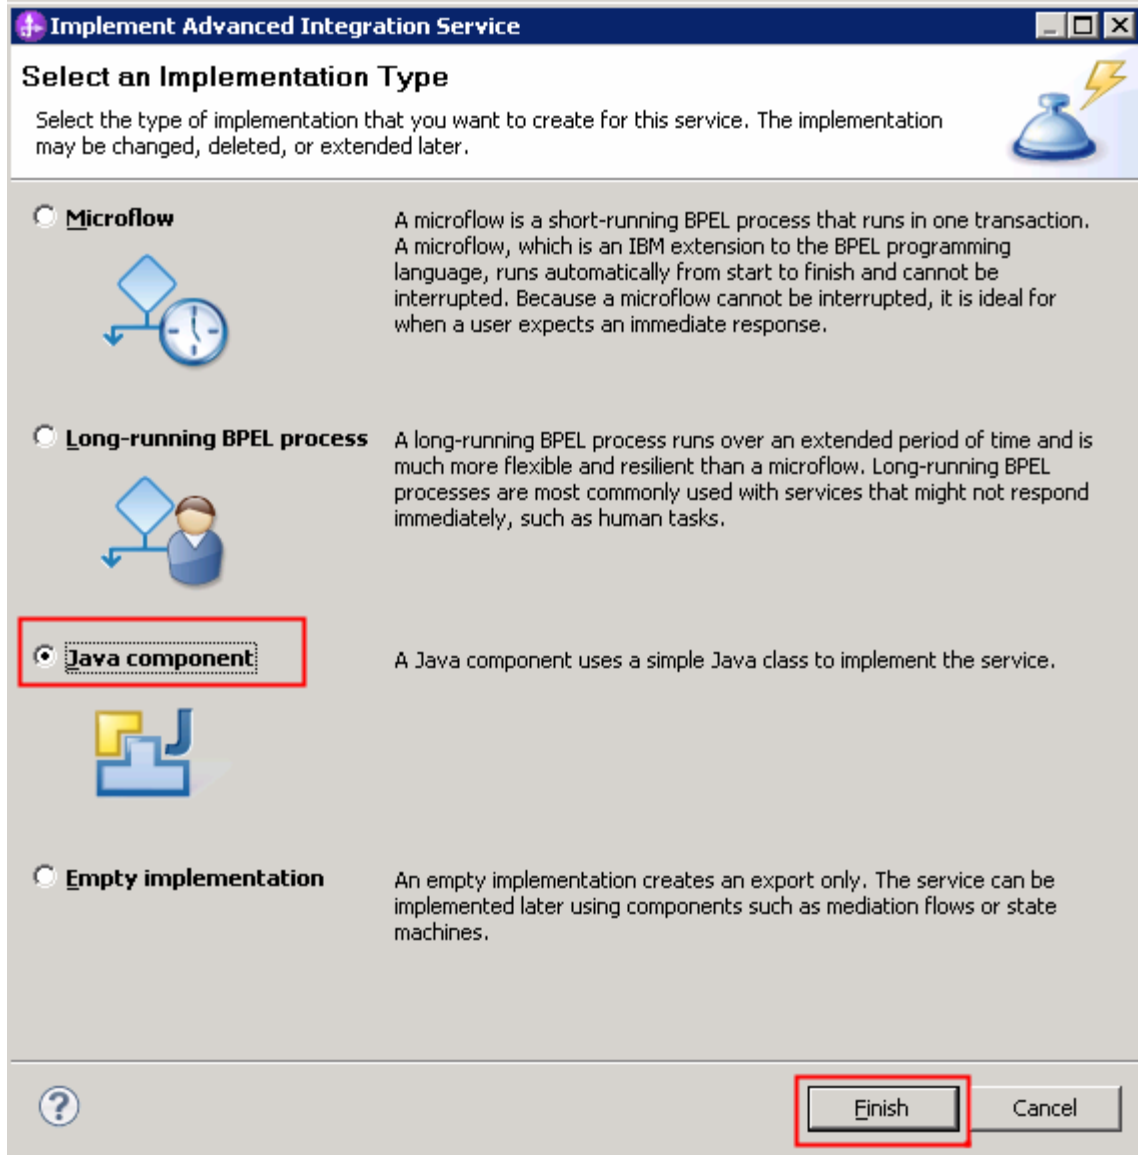 Implement Advanced Integration Service
Select an Implementation Type
Select the type of implementation that you want to create for this service. The implementation
may be changed, deleted, or extended later.
Microflow
A microflow is a short-running BPEL process that runs in one transaction.
A microflow, which is an IBM extension to the BPEL programming
language, runs automatically from start to finish and cannot be
interrupted. Because a microflow cannot be interrupted, it is ideal for
when a user expects an immediate response.
Long-running BPEL process
A long-running BPEL process runs over an extended period of time and is
much more flexible and resilient than a microflow. Long-running BPEL
processes are most commonly used with services that might not respond
immediately, such as human tasks.
Java component
A Java component uses a simple Java class to implement the service.
Empty implementation
An empty implementation creates an export only. The service can be
implemented later using components such as mediation flows or state
machines.
Finish
Cancel